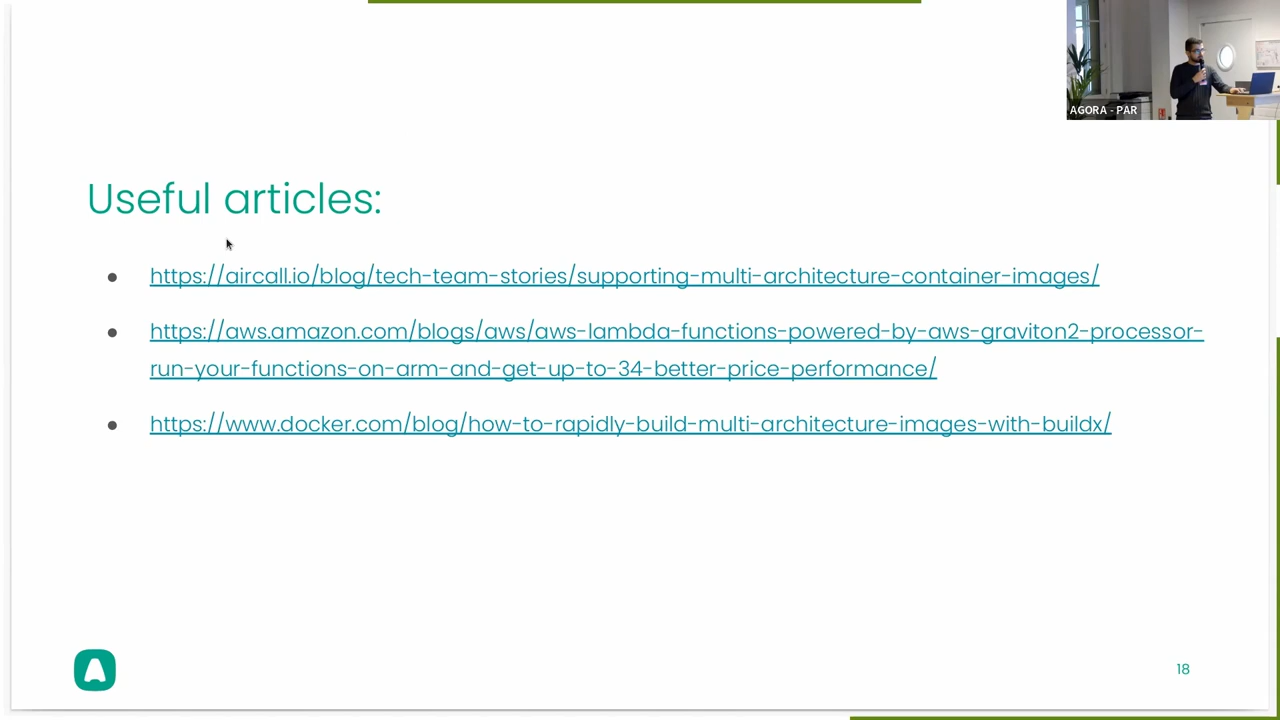 AGORA - PAR
Useful articles:
https://aircall.io/blog/tech-team-stories/supporting-multi-architecture-container-images/
https://aws.amazon.com/blogs/aws/aws-lambda-functions-powered-by-aws-graviton2-processor-
run-your-functions-on-arm-and-get-up-to-34-better-price-performance/
https://www.docker.com/blog/how-to-rapidly-build-multi-architecture-images-with-buildx/
18